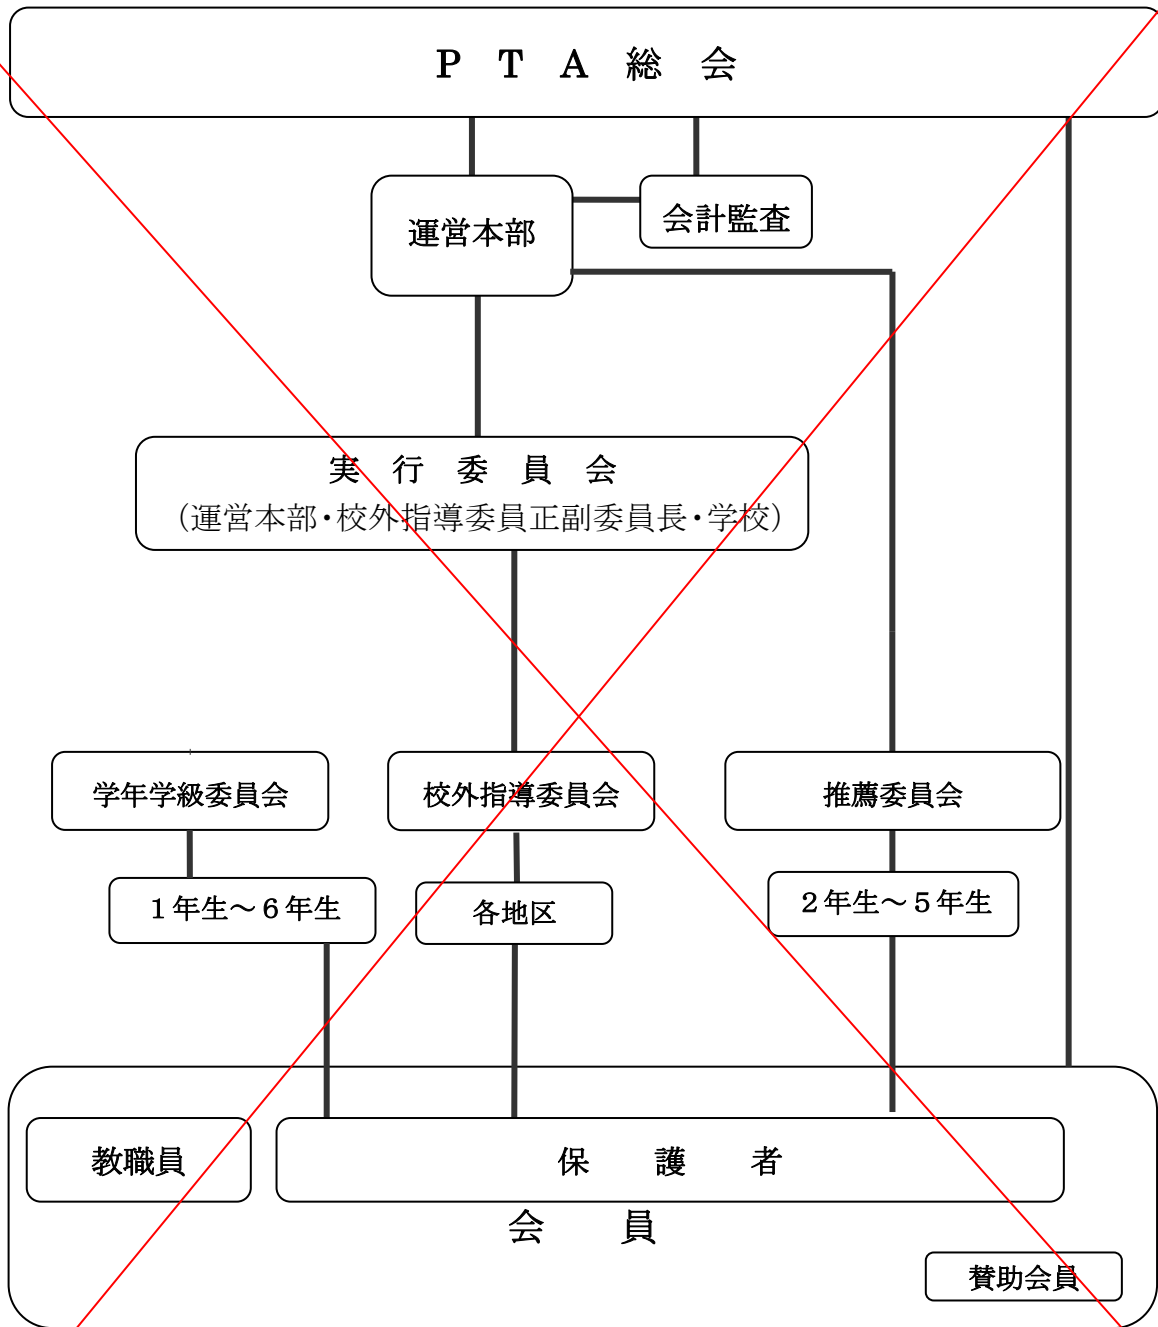 ＰＴＡ総会
運営本部
会計監査
実行委員会
（運営本部・校外指導委員正副委員長・学校）
学年学級委員会
校外指導委員会
推薦委員会
１年生～６年生
各地区
２年生～５年生
教職員
保護者
会員
賛助会員